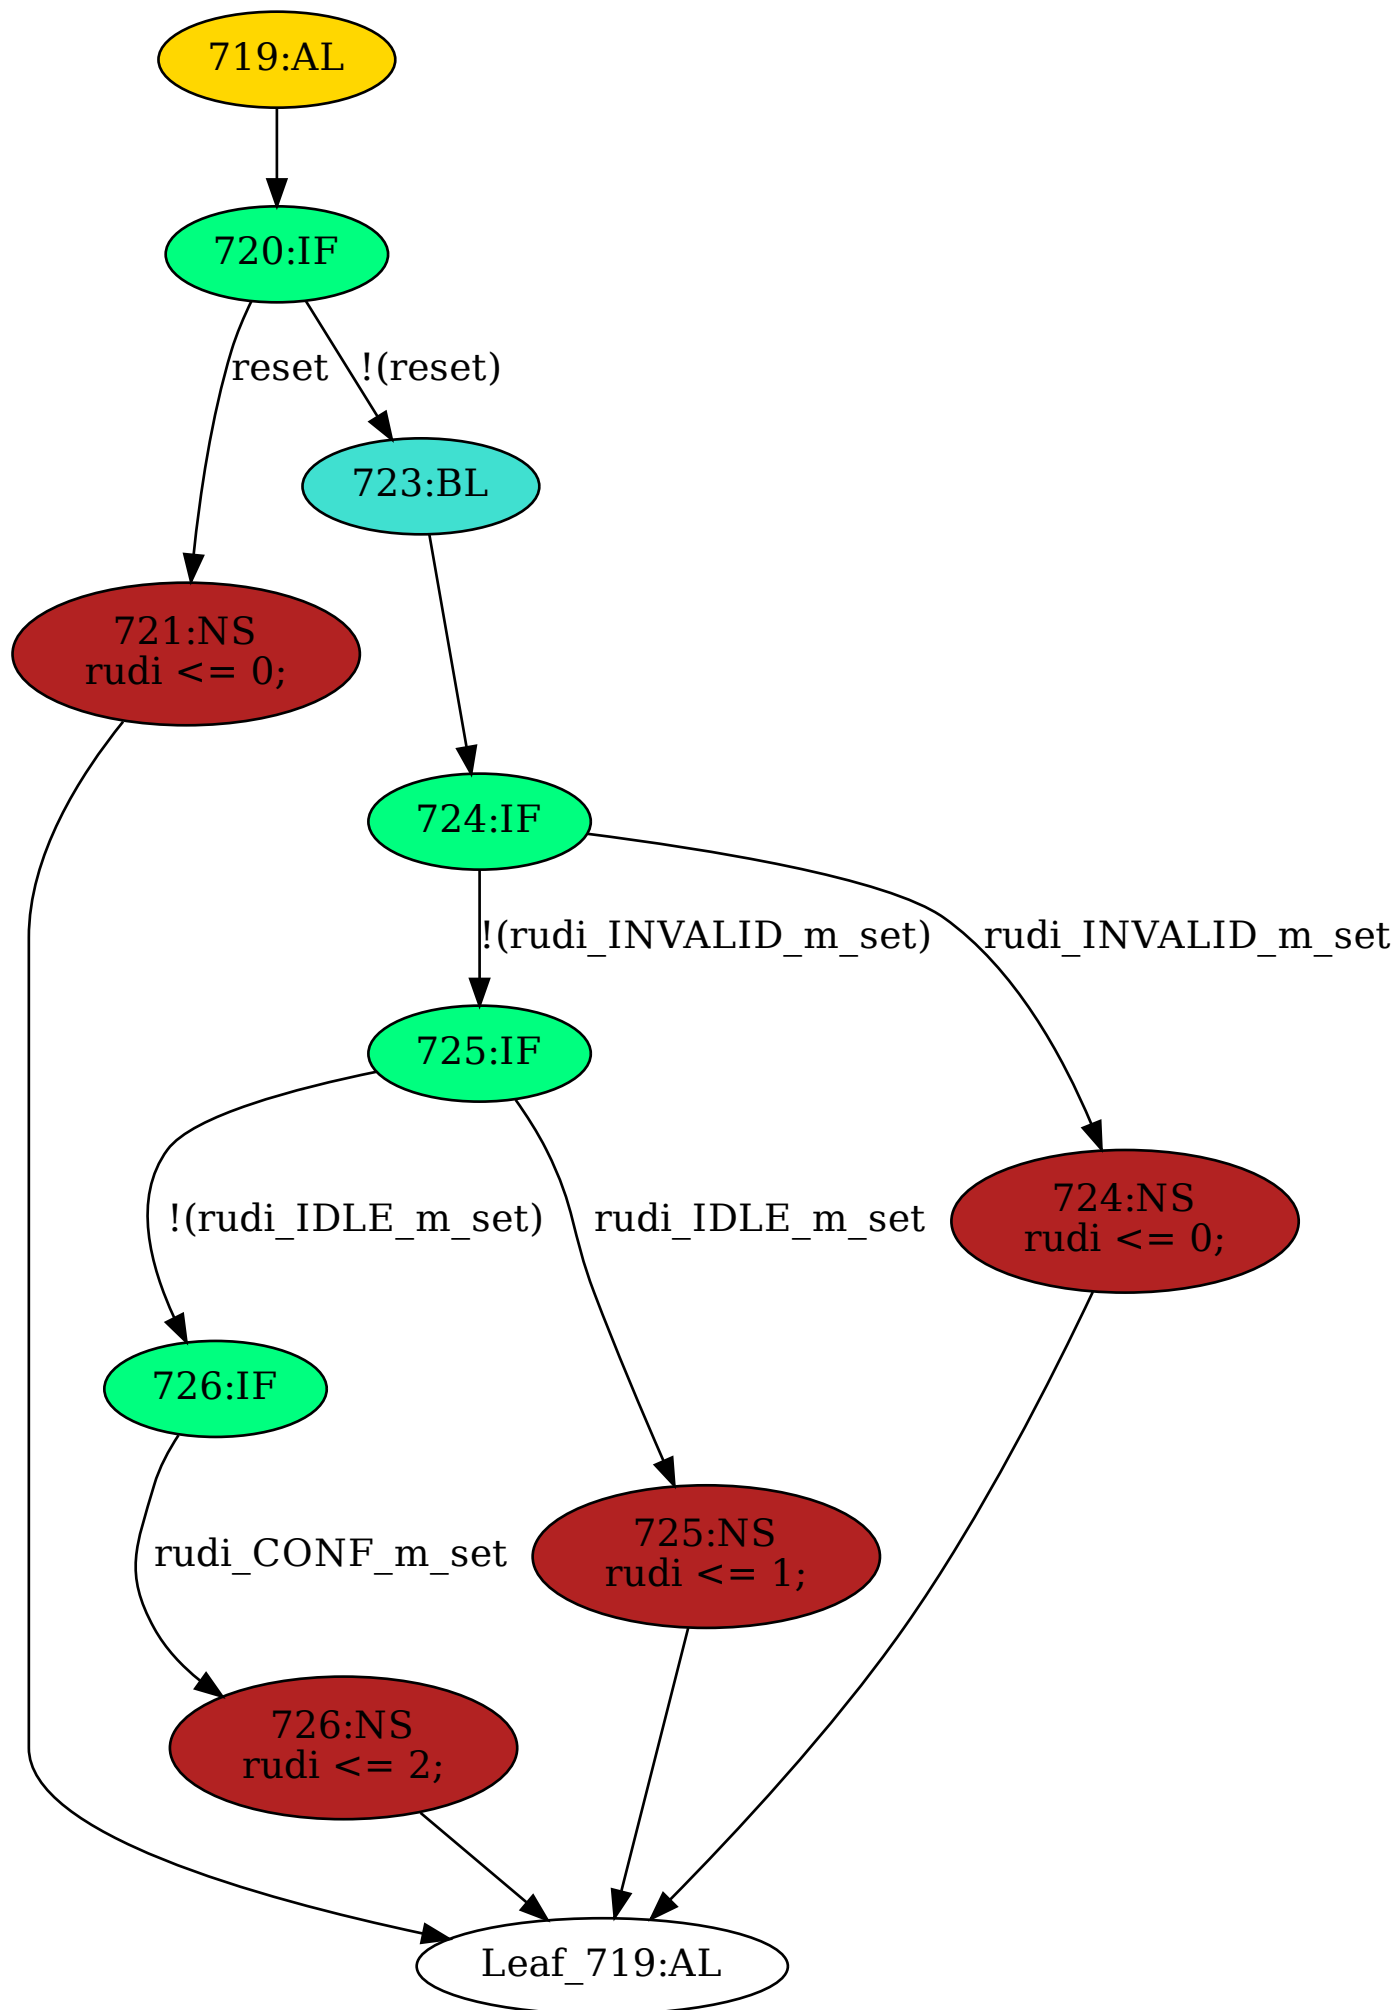 719:AL
720:IF
reset
!(reset)
723:BL
721:NS
rudi <= 0;
724:IF
!(rudi_INVALID_m_set)
rudi_INVALID_m_set
725:IF
!(rudi_IDLE_m_set)
rudi_IDLE_m_set
724:NS
rudi <= 0;
726:IF
rudi_CONF_m_set
725:NS
rudi <= 1;
726:NS
rudi <= 2;
Leaf_719:AL